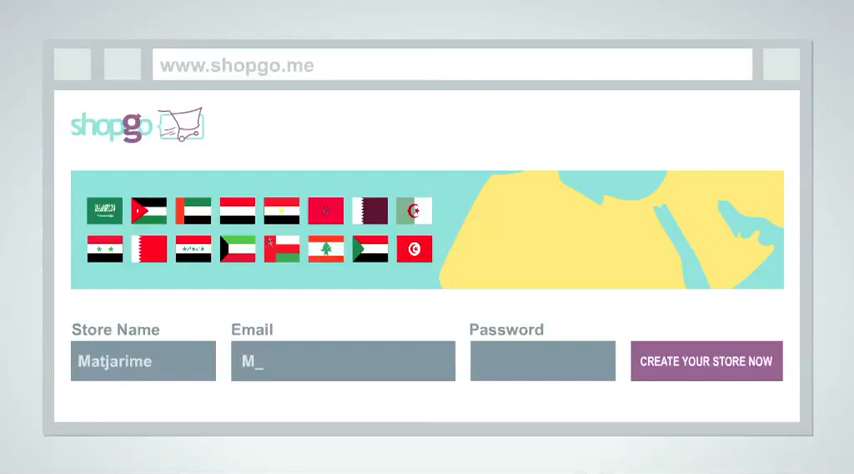 www.shopgo.me
shopgo
Store Name
Email
Password
Matjarime
M_
CREATE YOUR STORE NOW